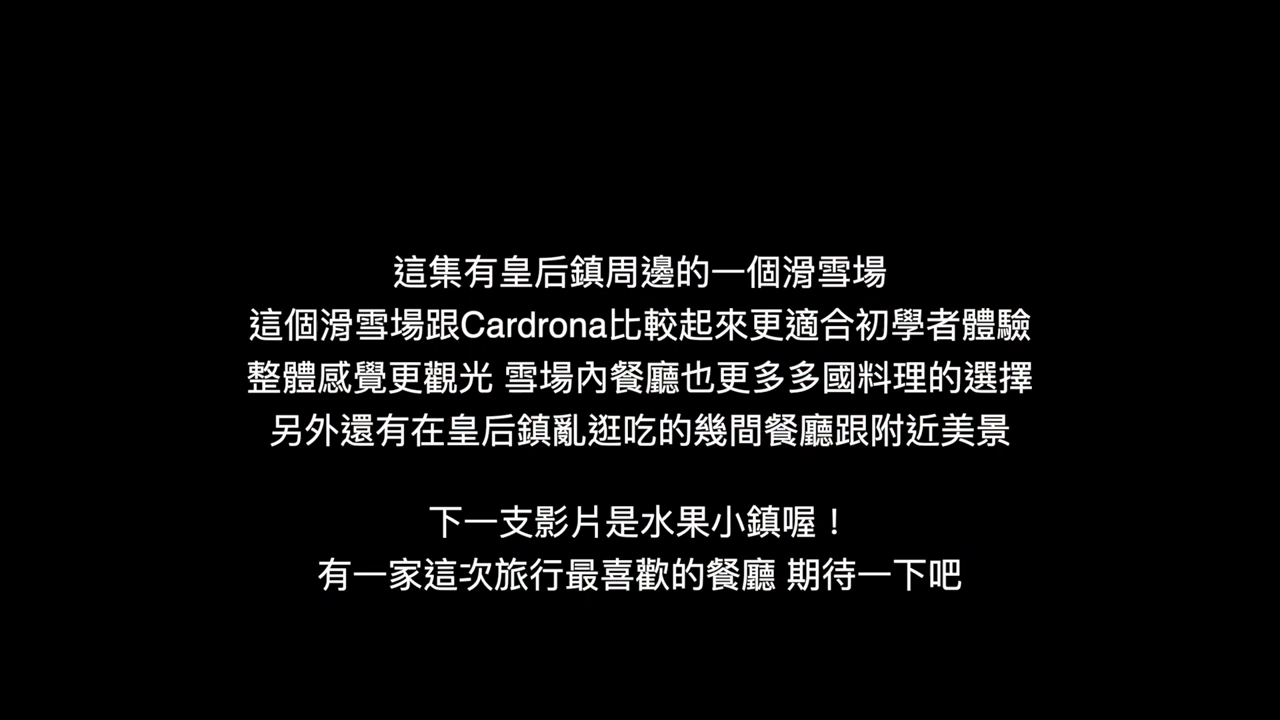 這集有皇后鎮周邊的一個滑雪場
這個滑雪場跟Cardrona比較起來更適合初學者體驗
整體感覺更觀光 雪場內餐廳也更多多國料理的選擇
另外還有在皇后鎮亂逛吃的幾間餐廳跟附近美景
下一支影片是水果小鎮喔！
有一家這次旅行最喜歡的餐廳 期待一下吧